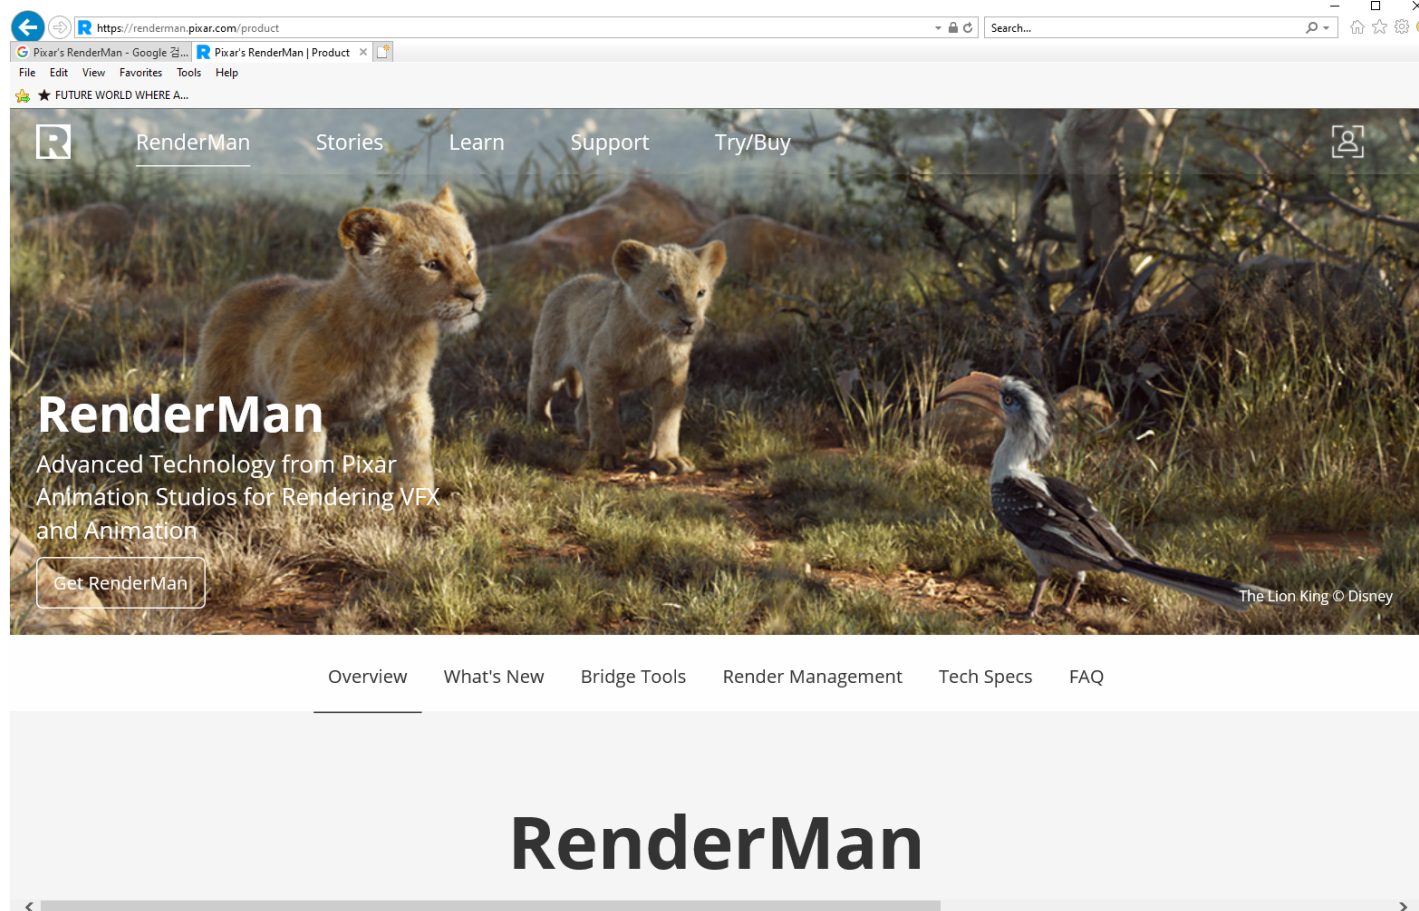 https://renderman.pixar.com/product
Search...
Pixar's RenderMan - Google 검...
Pixar's RenderMan | Product
File Edit View Favorites Tools Help
FUTURE WORLD WHERE A...
RenderMan Stories Learn Support Try/Buy
RenderMan
Advanced Technology from Pixar
Animation Studios for Rendering VFX
and Animation
Get RenderMan
The Lion King © Disney
Overview What's New Bridge Tools Render Management Tech Specs FAQ
RenderMan